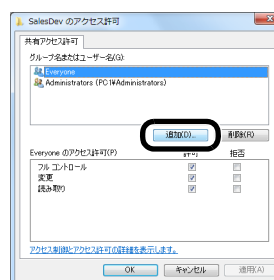 SalesDev のアクセス許可
共有アクセス許可
グループ名またはユーザー名(G):
Everyone
Administrators (PC1¥Administrators)
追加(D)... 削除(R)
Everyone のアクセス許可(P) 許可 拒否
フル コントロール
変更
読み取り
アクセス制御とアクセス許可の詳細を表示します。
OK キャンセル 適用(A)